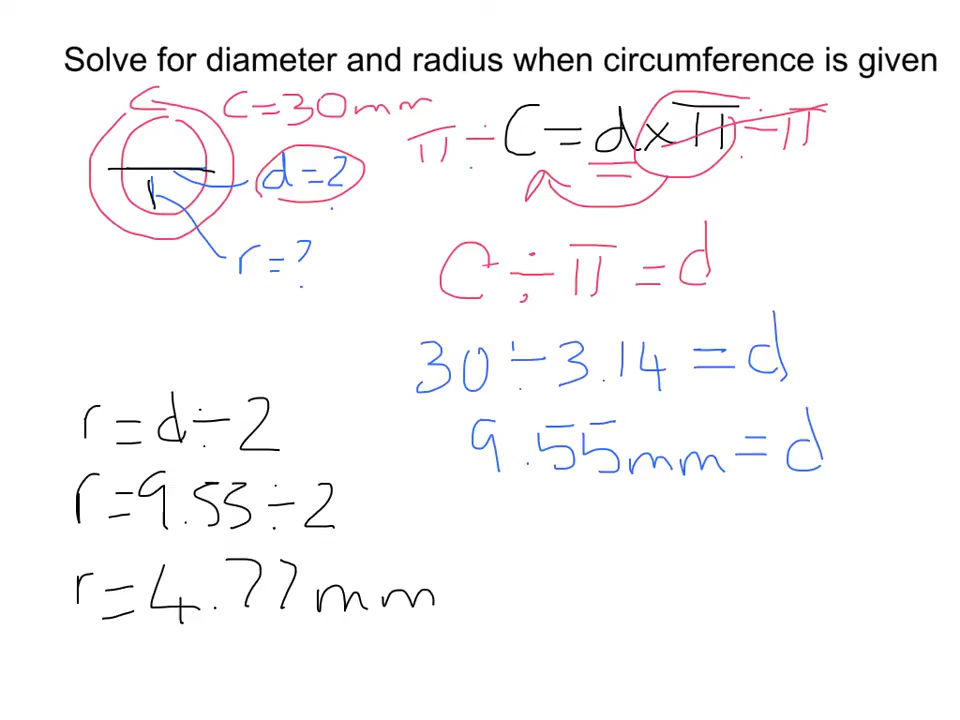 Solve for diameter and radius when circumference is given
C
C = 30mm
d = ?
r
r = ?
π ÷ C = d × π ÷ π
C ÷ π = d
30 ÷ 3.14 = d
9.55mm = d
r = d ÷ 2
r = 9.55 ÷ 2
r = 4.77mm